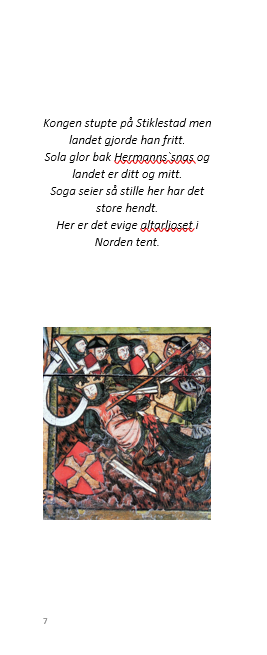 Kongen stupte på Stiklestad men
landet gjorde han fritt.
Sola glor bak Hermanns`snas og
landet er ditt og mitt.
Soga seier så stille her har det
store hendt.
Her er det evige altarljoset i
Norden tent.
7